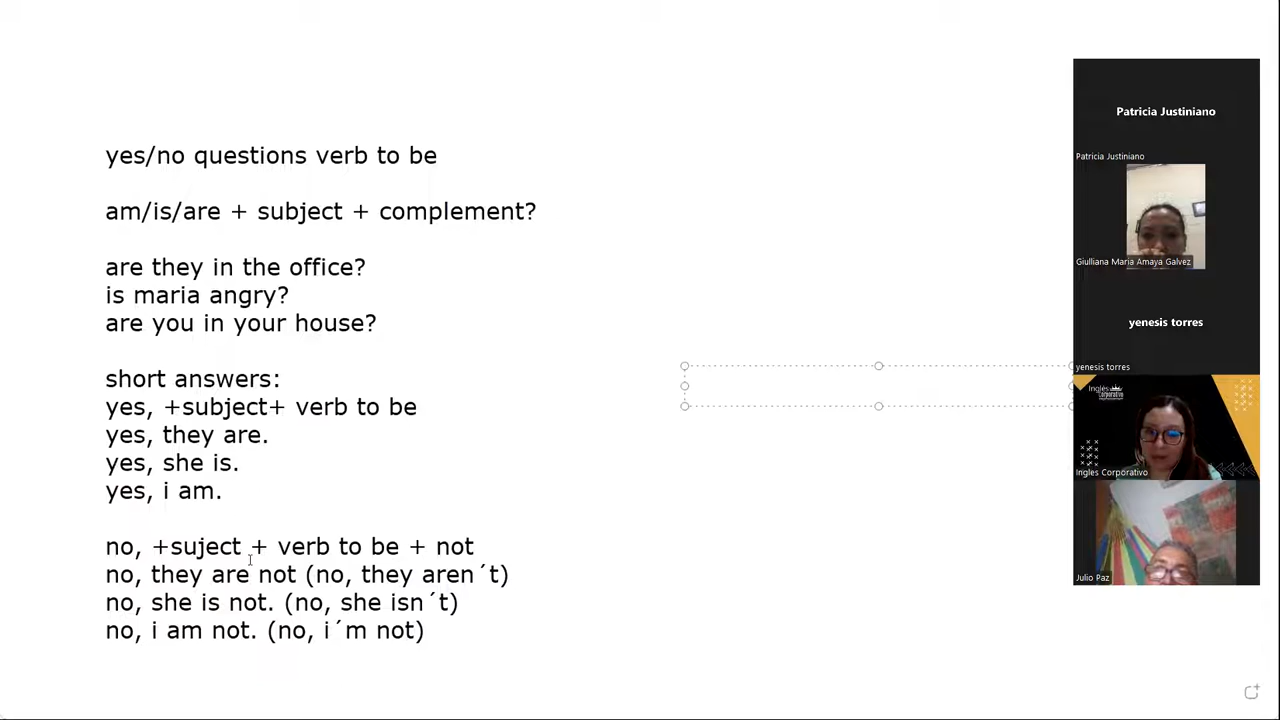 yes/no questions verb to be
am/is/are + subject + complement?
are they in the office?
is maria angry?
are you in your house?
short answers:
yes, +subject+ verb to be
yes, they are.
yes, she is.
yes, i am.
no, +suject + verb to be + not
no, they are not (no, they aren´t)
no, she is not. (no, she isn´t)
no, i am not. (no, i´m not)
Patricia Justiniano
Patricia Justiniano
Giulliana Maria Amaya Galvez
yenesis torres
yenesis torres
Inglés
Corporativo
Ingles Corporativo
Julio Paz